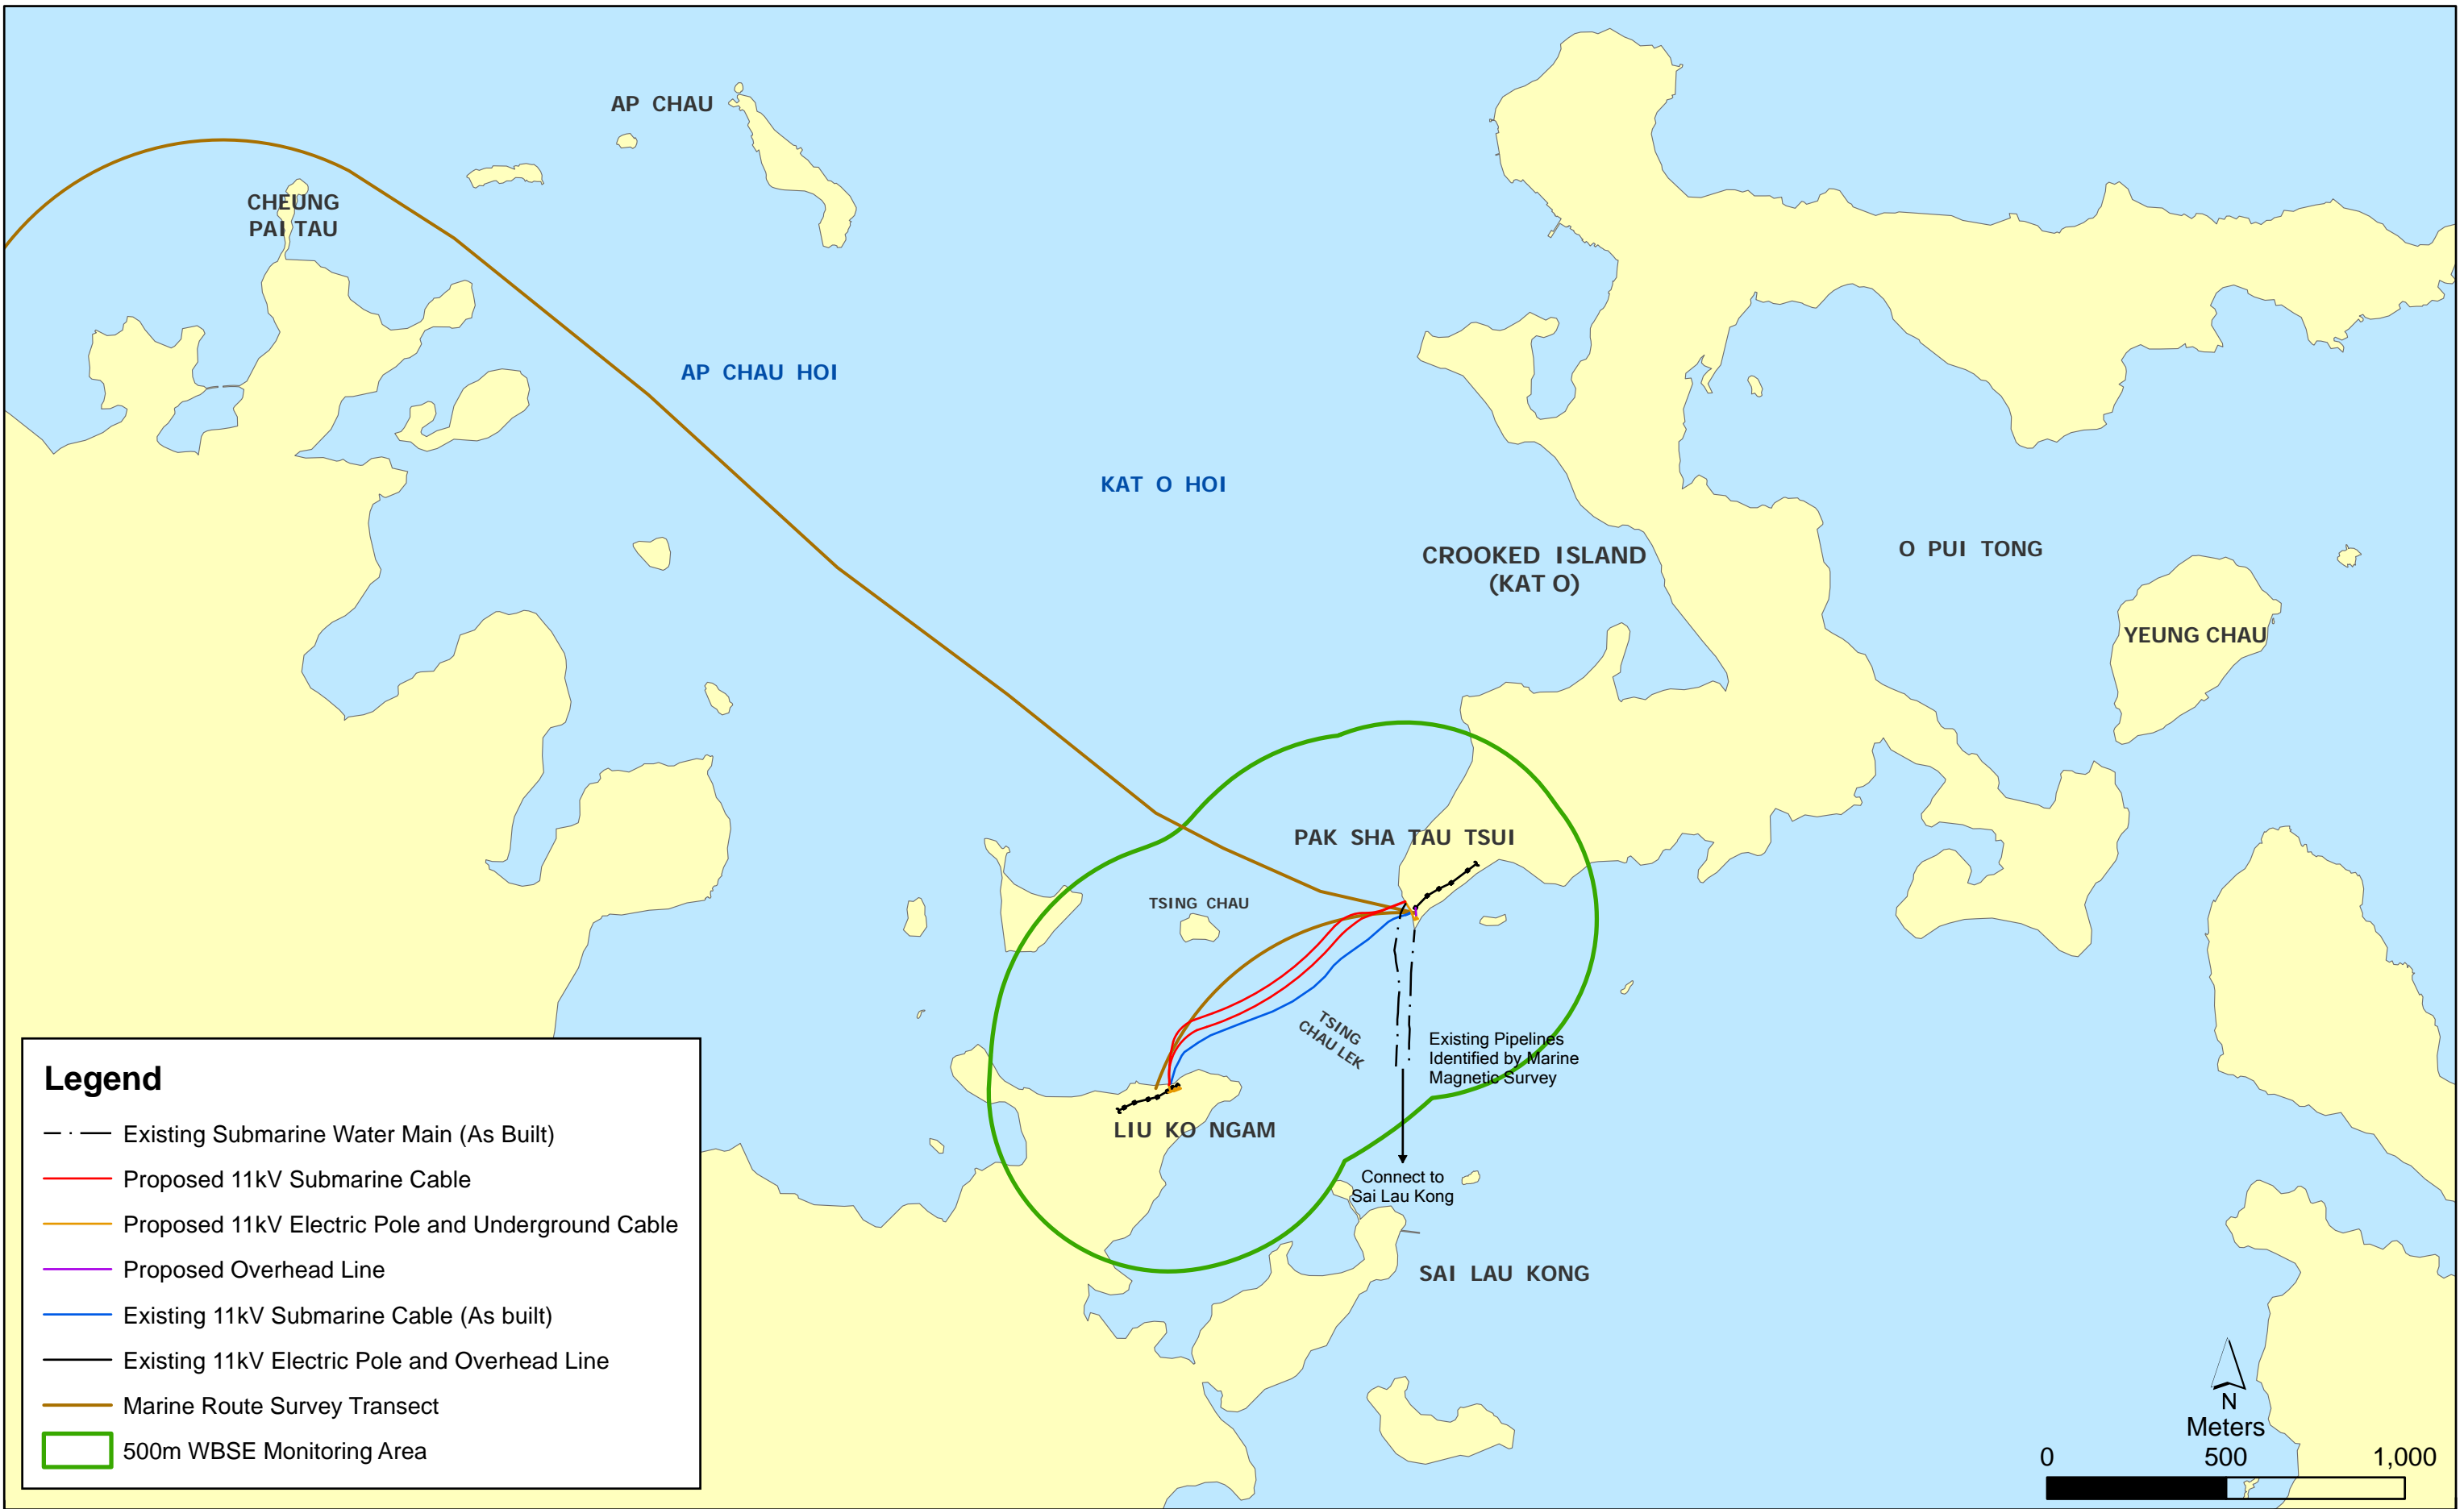 AP CHAU
CHEUNG
PAI TAU
AP CHAU HOI
KAT O HOI
CROOKED ISLAND
(KAT O)
O PUI TONG
YEUNG CHAU
PAK SHA TAU TSUI
TSING CHAU
TSING
CHAU LEK
Existing Pipelines
Identified by Marine
Magnetic Survey
LIU KO NGAM
Connect to
Sai Lau Kong
SAI LAU KONG
Legend
Existing Submarine Water Main (As Built)
Proposed 11kV Submarine Cable
Proposed 11kV Electric Pole and Underground Cable
Proposed Overhead Line
Existing 11kV Submarine Cable (As built)
Existing 11kV Electric Pole and Overhead Line
Marine Route Survey Transect
500m WBSE Monitoring Area
N
Meters
0 500 1,000